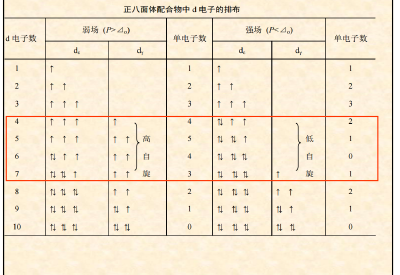 正八面体配合物中 d 电子的排布
d 电子数 弱场 (P>Δo) 单电子数 强场 (P<Δo) 单电子数
dε dγ dε dγ
1 ↑ 1 ↑ 1
2 ↑ ↑ 2 ↑ ↑ 2
3 ↑ ↑ ↑ 3 ↑ ↑ ↑ 3
4 ↑ ↑ ↑ ↑ 4 ⇅ ↑ ↑ 2
5 ↑ ↑ ↑ ↑ ↑ 高 5 ⇅ ⇅ ↑ 低 1
6 ⇅ ↑ ↑ ↑ ↑ 自 4 ⇅ ⇅ ⇅ 自 0
7 ⇅ ⇅ ↑ ↑ ↑ 旋 3 ⇅ ⇅ ⇅ ↑ 旋 1
8 ⇅ ⇅ ⇅ ↑ ↑ 2 ⇅ ⇅ ⇅ ↑ ↑ 2
9 ⇅ ⇅ ⇅ ⇅ ↑ 1 ⇅ ⇅ ⇅ ⇅ ↑ 1
10 ⇅ ⇅ ⇅ ⇅ ⇅ 0 ⇅ ⇅ ⇅ ⇅ ⇅ 0